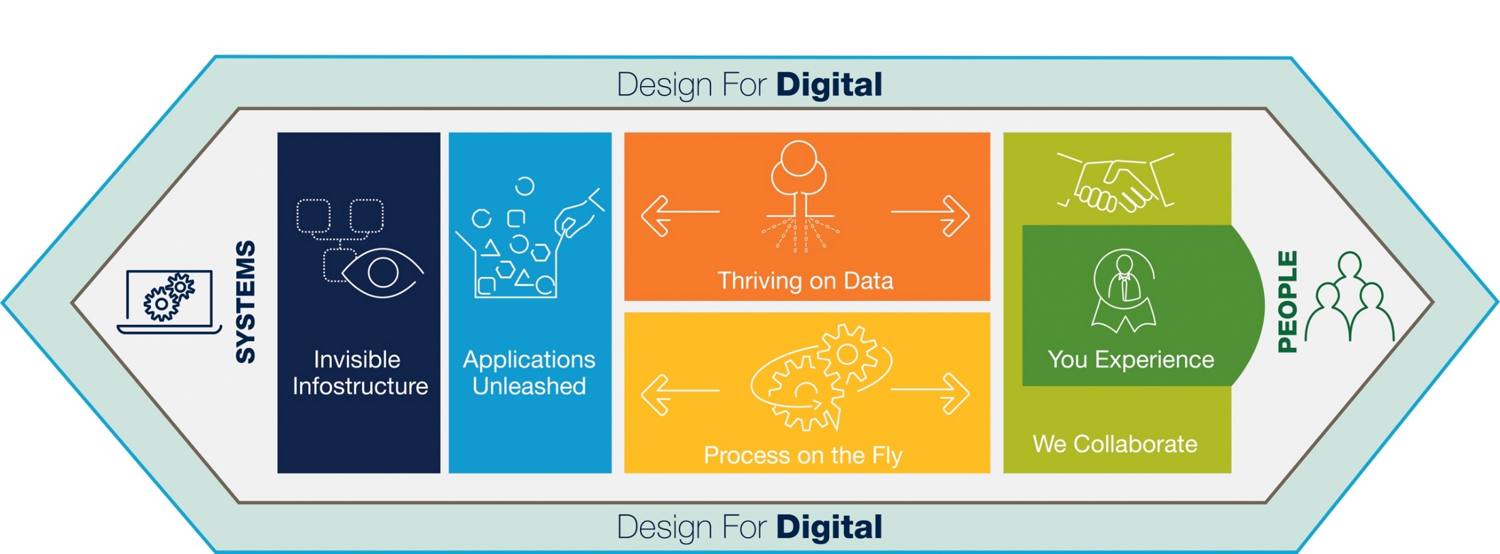 Design For Digital
SYSTEMS
Invisible
Infostructure
Applications
Unleashed
Thriving on Data
Process on the Fly
You Experience
We Collaborate
PEOPLE
Design For Digital